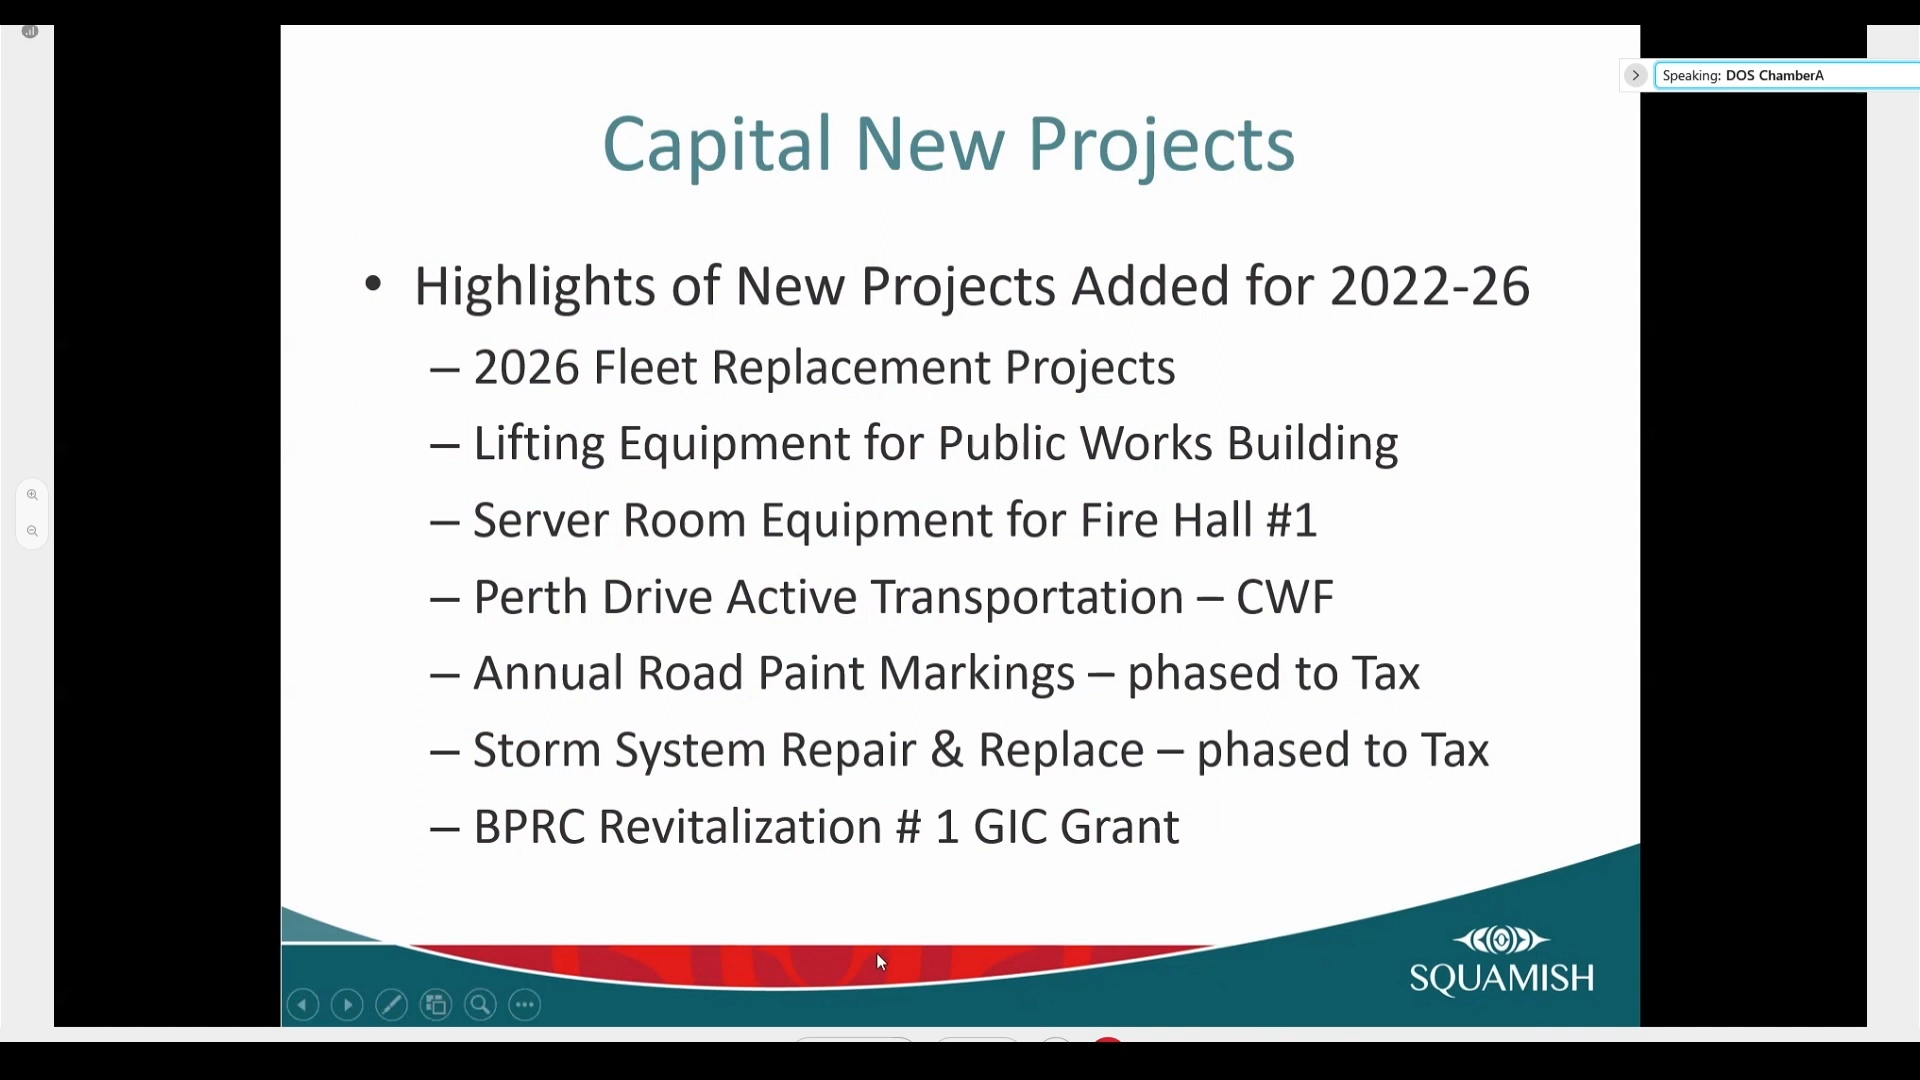 Speaking: DOS ChamberA
Capital New Projects
• Highlights of New Projects Added for 2022-26
– 2026 Fleet Replacement Projects
– Lifting Equipment for Public Works Building
– Server Room Equipment for Fire Hall #1
– Perth Drive Active Transportation – CWF
– Annual Road Paint Markings – phased to Tax
– Storm System Repair & Replace – phased to Tax
– BPRC Revitalization # 1 GIC Grant
SQUAMISH